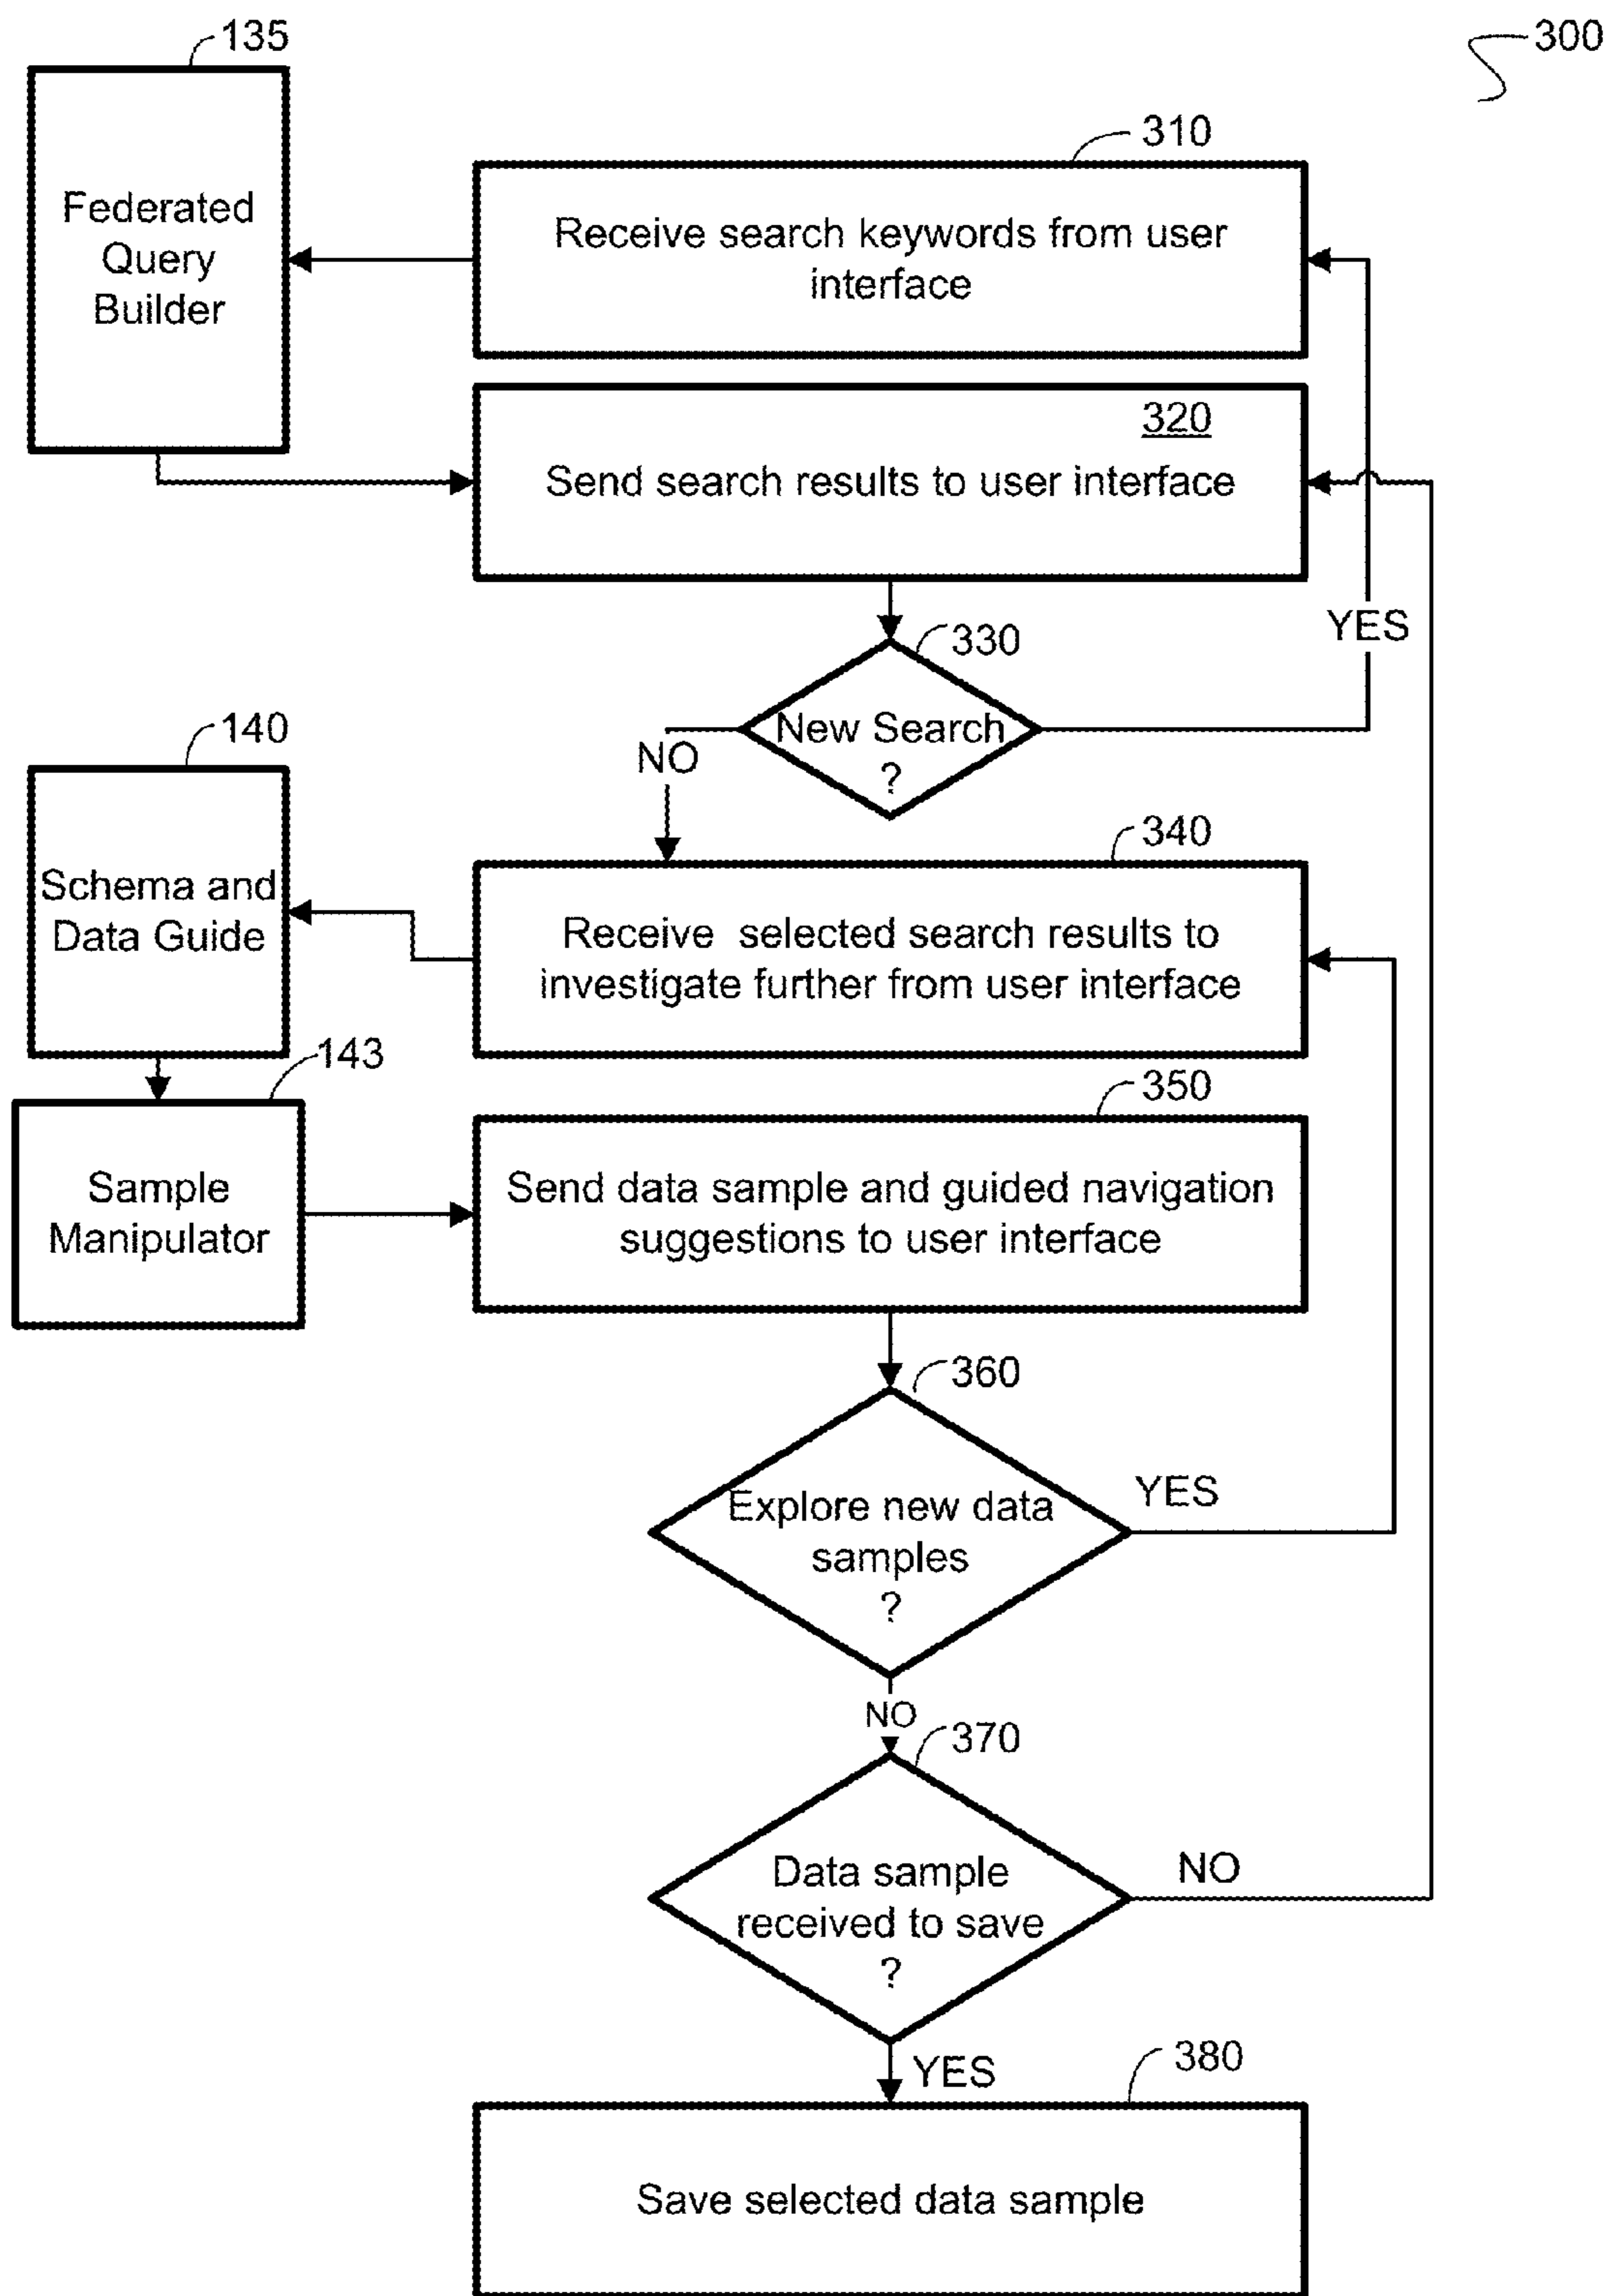 135
300
310
Federated
Query
Builder
Receive search keywords from user
interface
320
Send search results to user interface
YES
330
New Search
?
NO
140
340
Schema and
Data Guide
Receive selected search results to
investigate further from user interface
143
350
Sample
Manipulator
Send data sample and guided navigation
suggestions to user interface
360
Explore new data
samples
?
YES
NO
370
Data sample
received to save
?
NO
YES
380
Save selected data sample